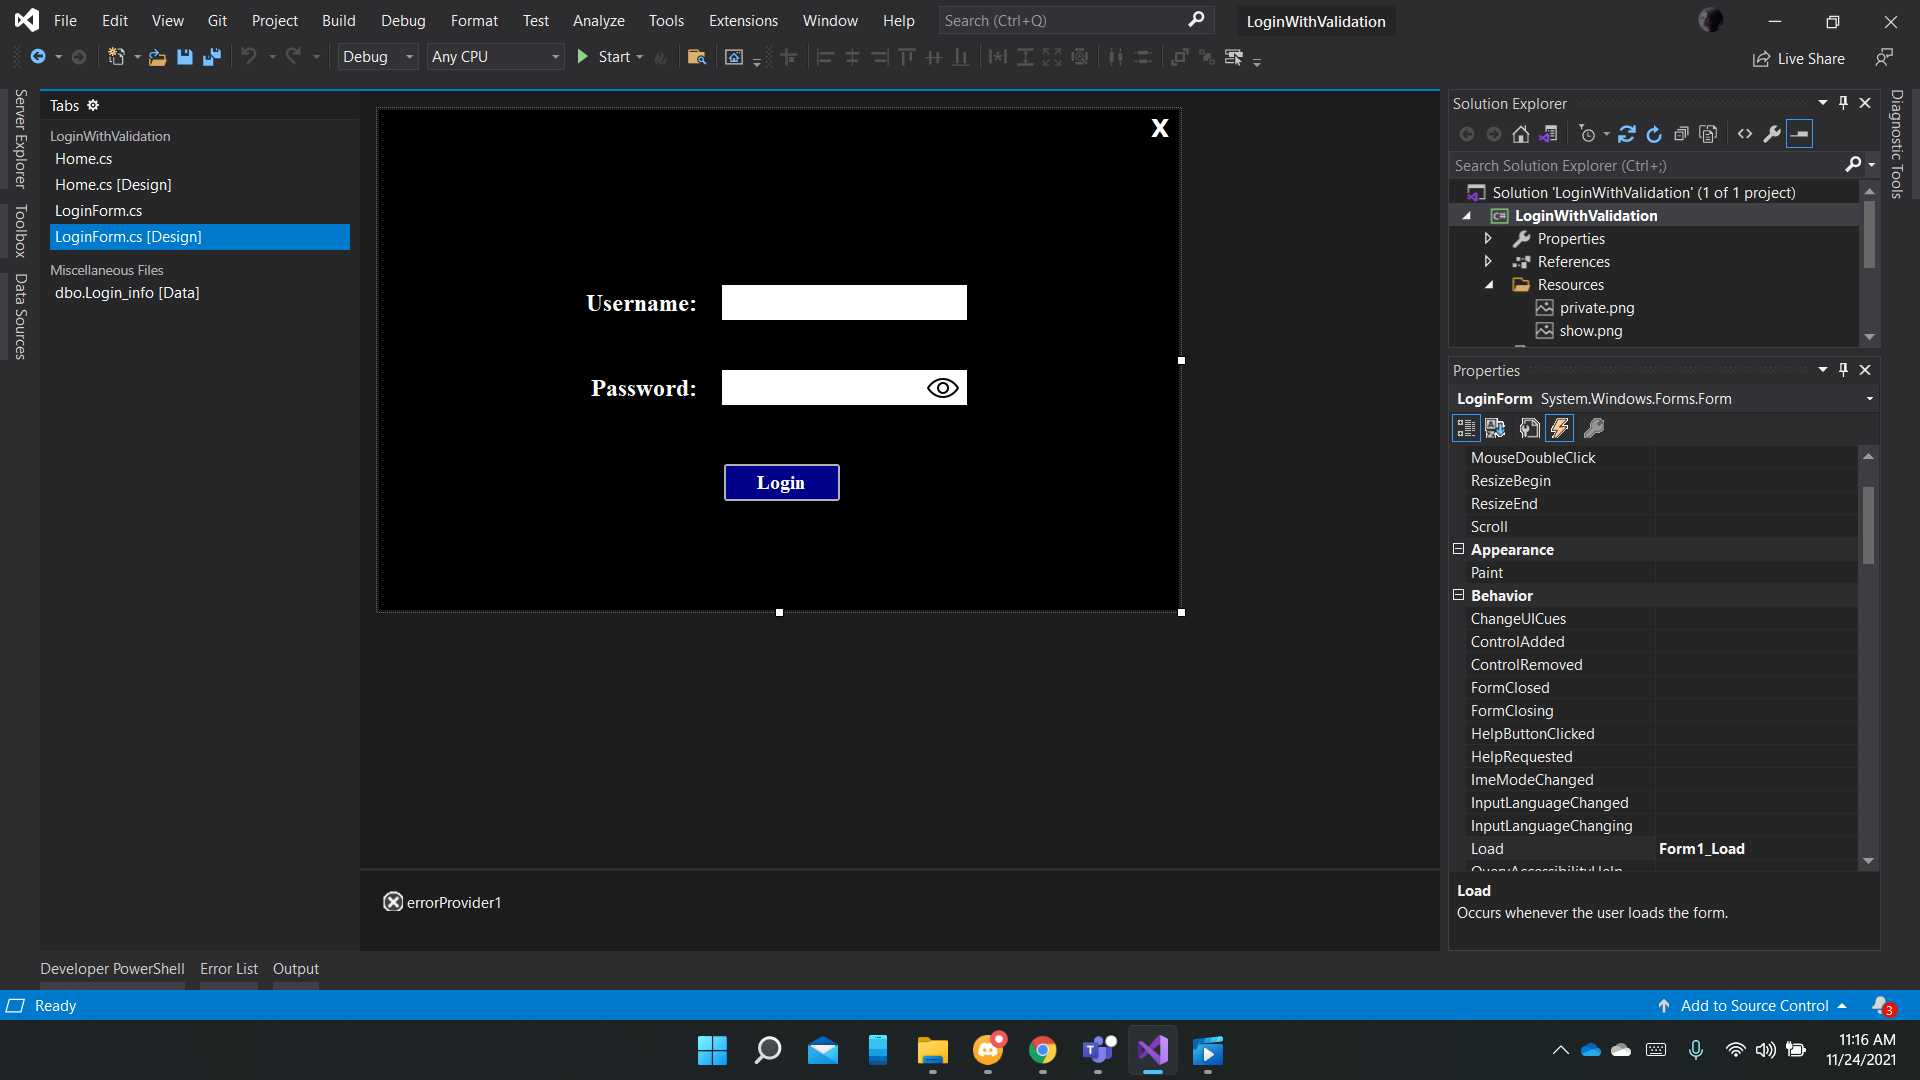 File Edit View Git Project Build Debug Format Test Analyze Tools Extensions Window Help Search (Ctrl+Q) LoginWithValidation
Debug Any CPU Start Live Share
Server Explorer
Toolbox
Data Sources
Tabs
LoginWithValidation
Home.cs
Home.cs [Design]
LoginForm.cs
LoginForm.cs [Design]
Miscellaneous Files
dbo.Login_info [Data]
X
Username:
Password:
Login
errorProvider1
Solution Explorer
Search Solution Explorer (Ctrl+;)
Solution 'LoginWithValidation' (1 of 1 project)
C# LoginWithValidation
Properties
References
Resources
private.png
show.png
Properties
LoginForm System.Windows.Forms.Form
MouseDoubleClick
ResizeBegin
ResizeEnd
Scroll
Appearance
Paint
Behavior
ChangeUICues
ControlAdded
ControlRemoved
FormClosed
FormClosing
HelpButtonClicked
HelpRequested
ImeModeChanged
InputLanguageChanged
InputLanguageChanging
Load Form1_Load
QueryAccessibilityHelp
Load
Occurs whenever the user loads the form.
Diagnostic Tools
Developer PowerShell Error List Output
Ready Add to Source Control 3
11:16 AM
11/24/2021